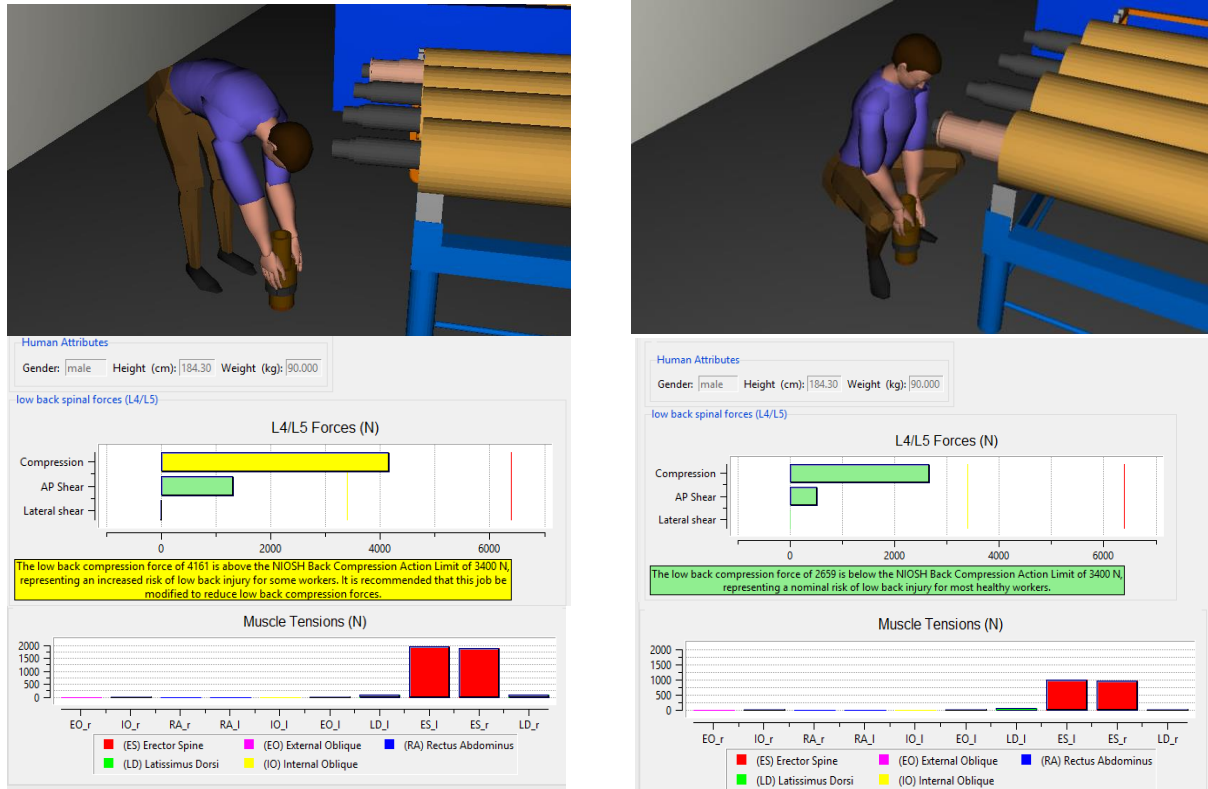 Human Attributes
Gender: male Height (cm): 184.30 Weight (kg): 90.000
low back spinal forces (L4/L5)
L4/L5 Forces (N)
Compression
AP Shear
Lateral shear
0 2000 4000 6000
The low back compression force of 4161 is above the NIOSH Back Compression Action Limit of 3400 N,
representing an increased risk of low back injury for some workers. It is recommended that this job be
modified to reduce low back compression forces.
Muscle Tensions (N)
2000
1500
1000
500
0
EO_r IO_r RA_r RA_l IO_l EO_l LD_l ES_l ES_r LD_r
(ES) Erector Spine (EO) External Oblique (RA) Rectus Abdominus
(LD) Latissimus Dorsi (IO) Internal Oblique
Human Attributes
Gender: male Height (cm): 184.30 Weight (kg): 90.000
low back spinal forces (L4/L5)
L4/L5 Forces (N)
Compression
AP Shear
Lateral shear
0 2000 4000 6000
The low back compression force of 2659 is below the NIOSH Back Compression Action Limit of 3400 N,
representing a nominal risk of low back injury for most healthy workers.
Muscle Tensions (N)
2000
1500
1000
500
0
EO_r IO_r RA_r RA_l IO_l EO_l LD_l ES_l ES_r LD_r
(ES) Erector Spine (EO) External Oblique (RA) Rectus Abdominus
(LD) Latissimus Dorsi (IO) Internal Oblique